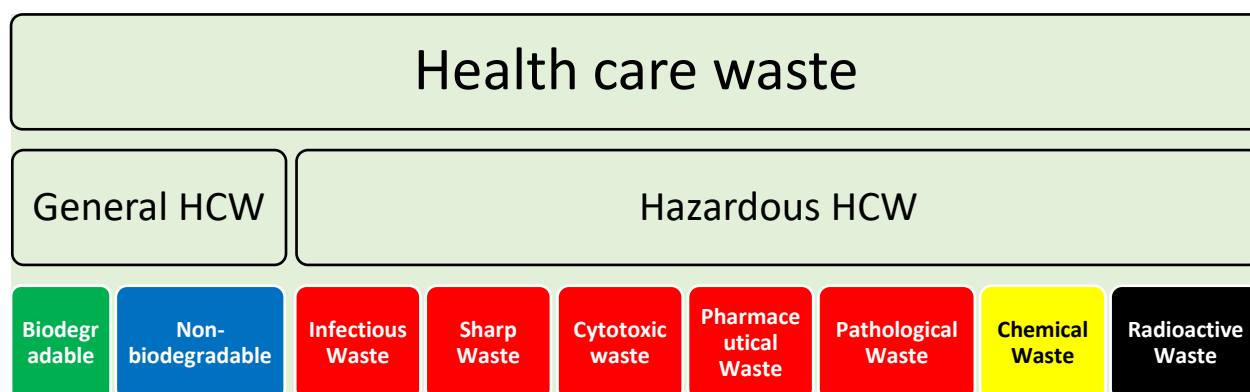 Health care waste
General HCW
Hazardous HCW
Biodegr
adable
Non-
biodegradable
Infectious
Waste
Sharp
Waste
Cytotoxic
waste
Pharmace
utical
Waste
Pathological
Waste
Chemical
Waste
Radioactive
Waste